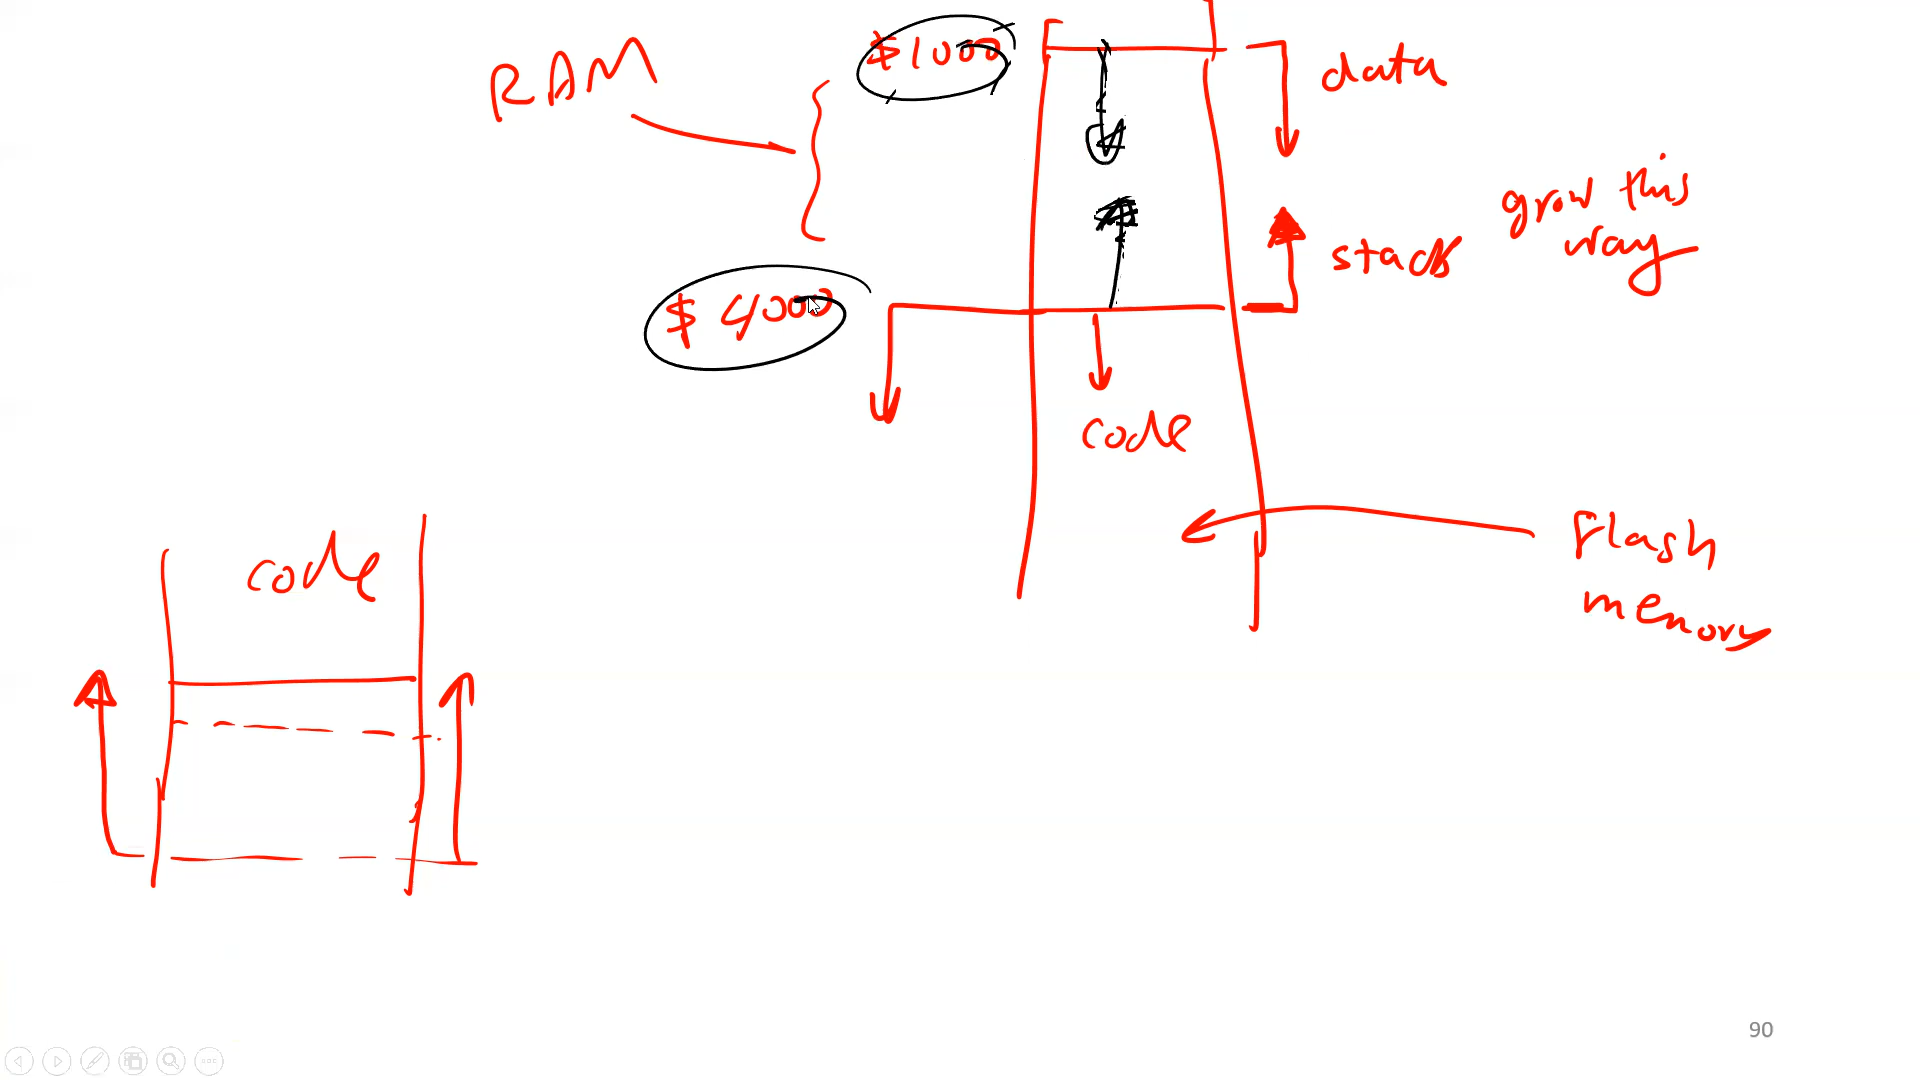 RAM
$1000
data
grow this
way
stack
$4000
code
Flash
memory
code
90